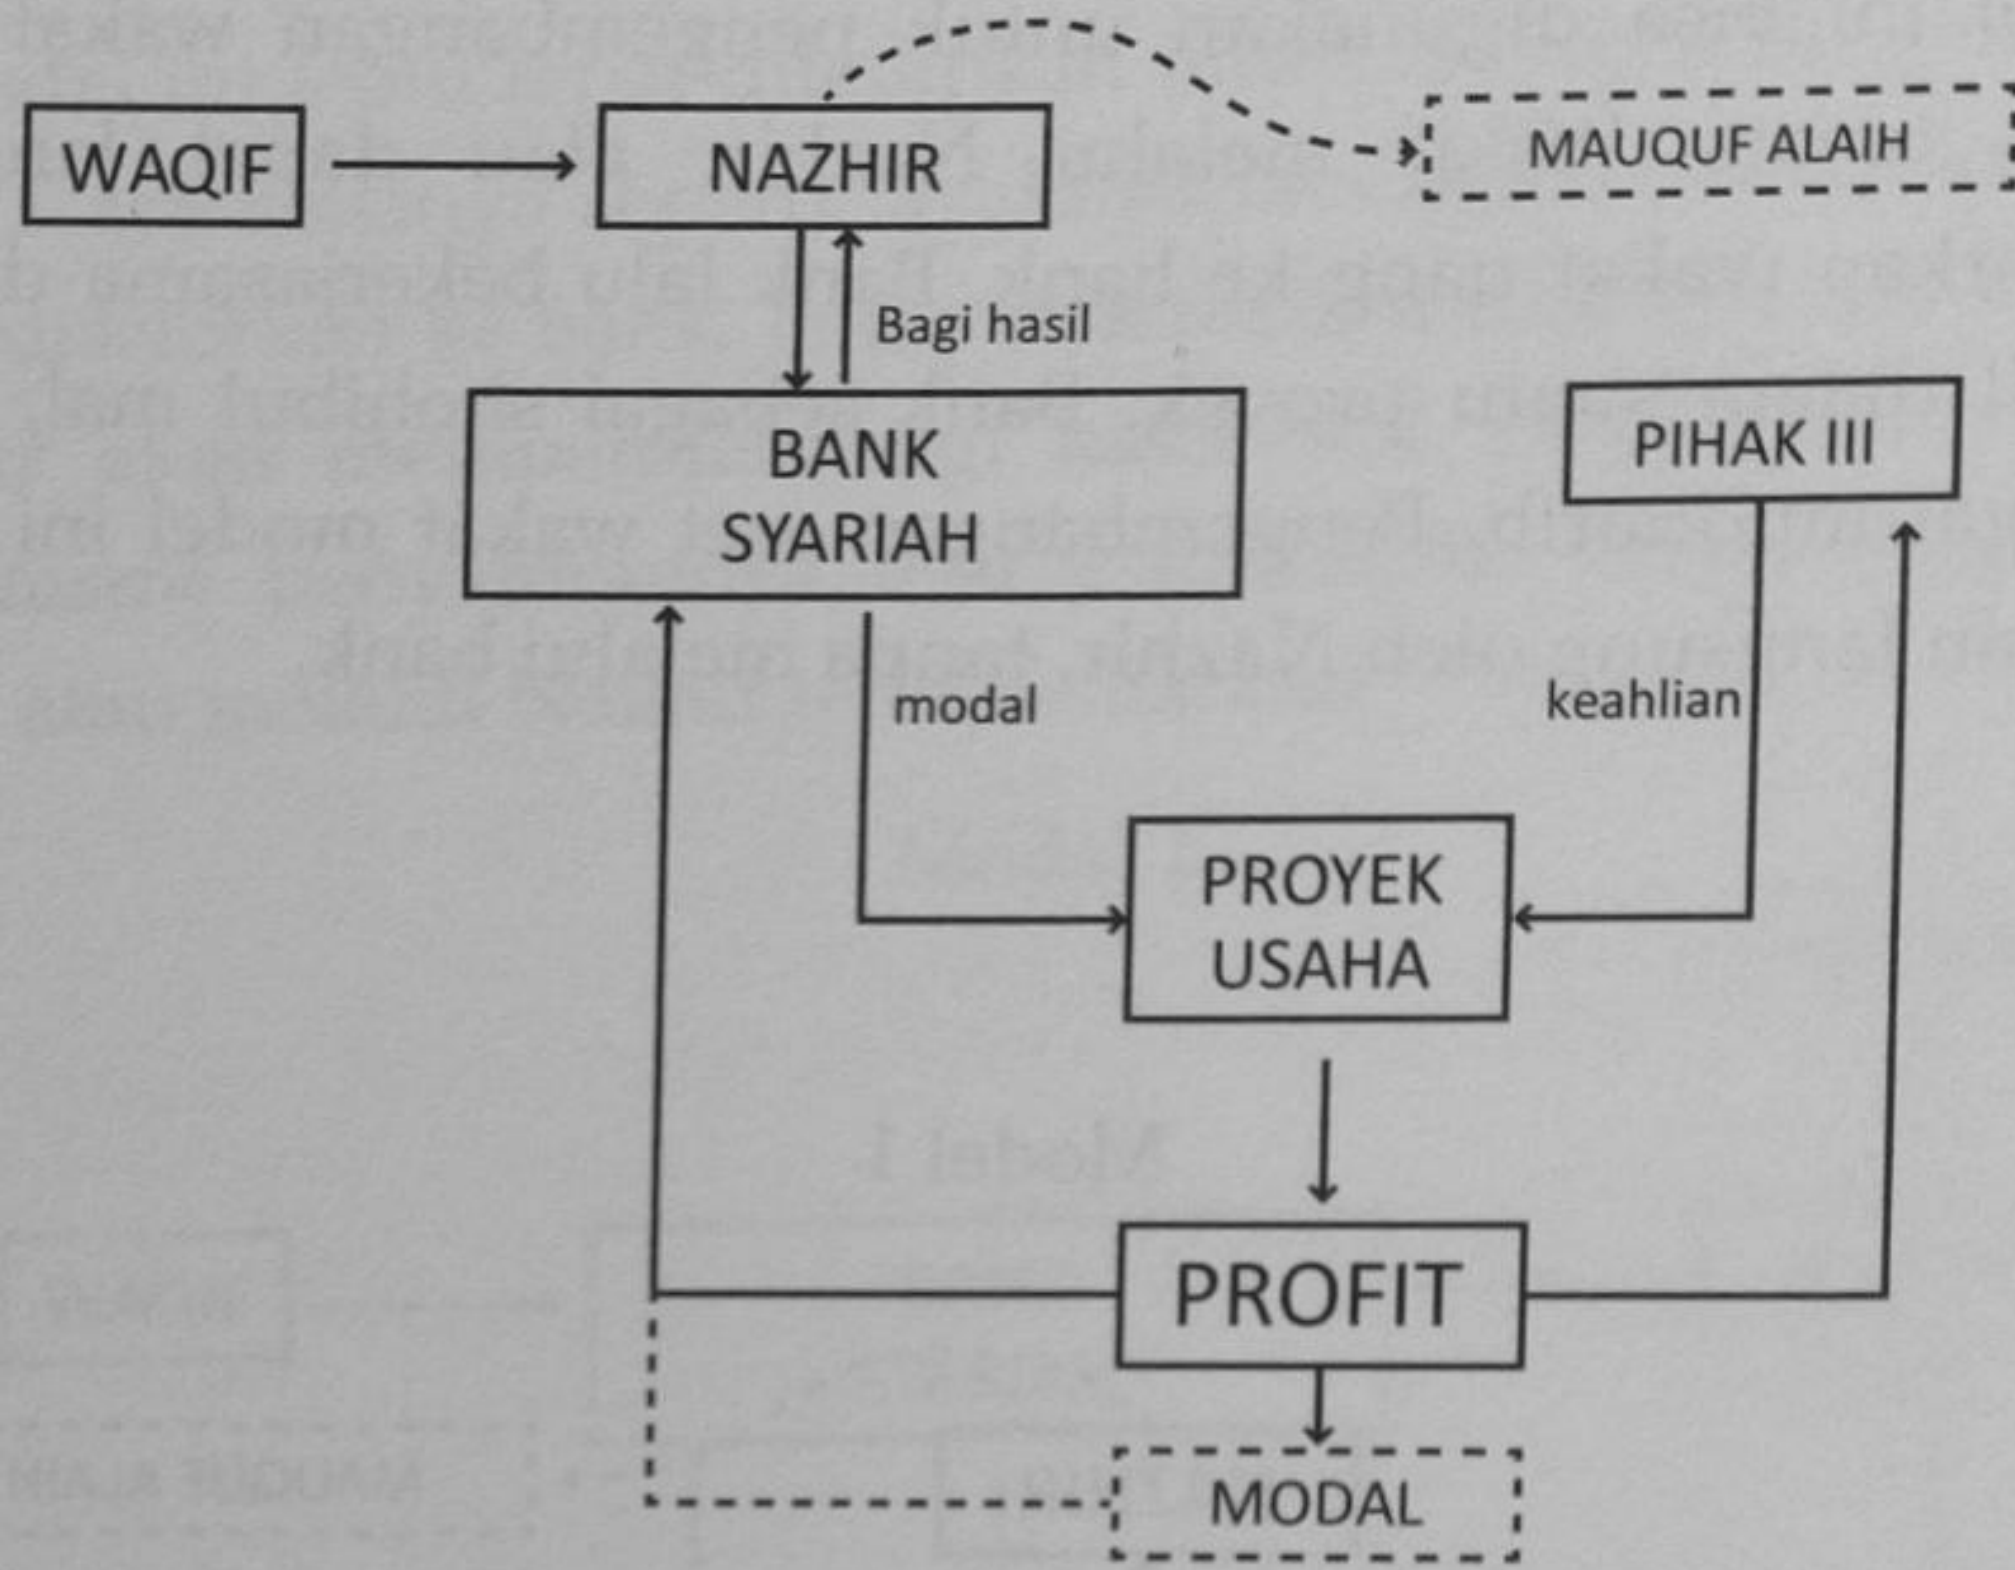 WAQIF
NAZHIR
MAUQUF ALAIH
Bagi hasil
BANK
SYARIAH
PIHAK III
modal
keahlian
PROYEK
USAHA
PROFIT
MODAL